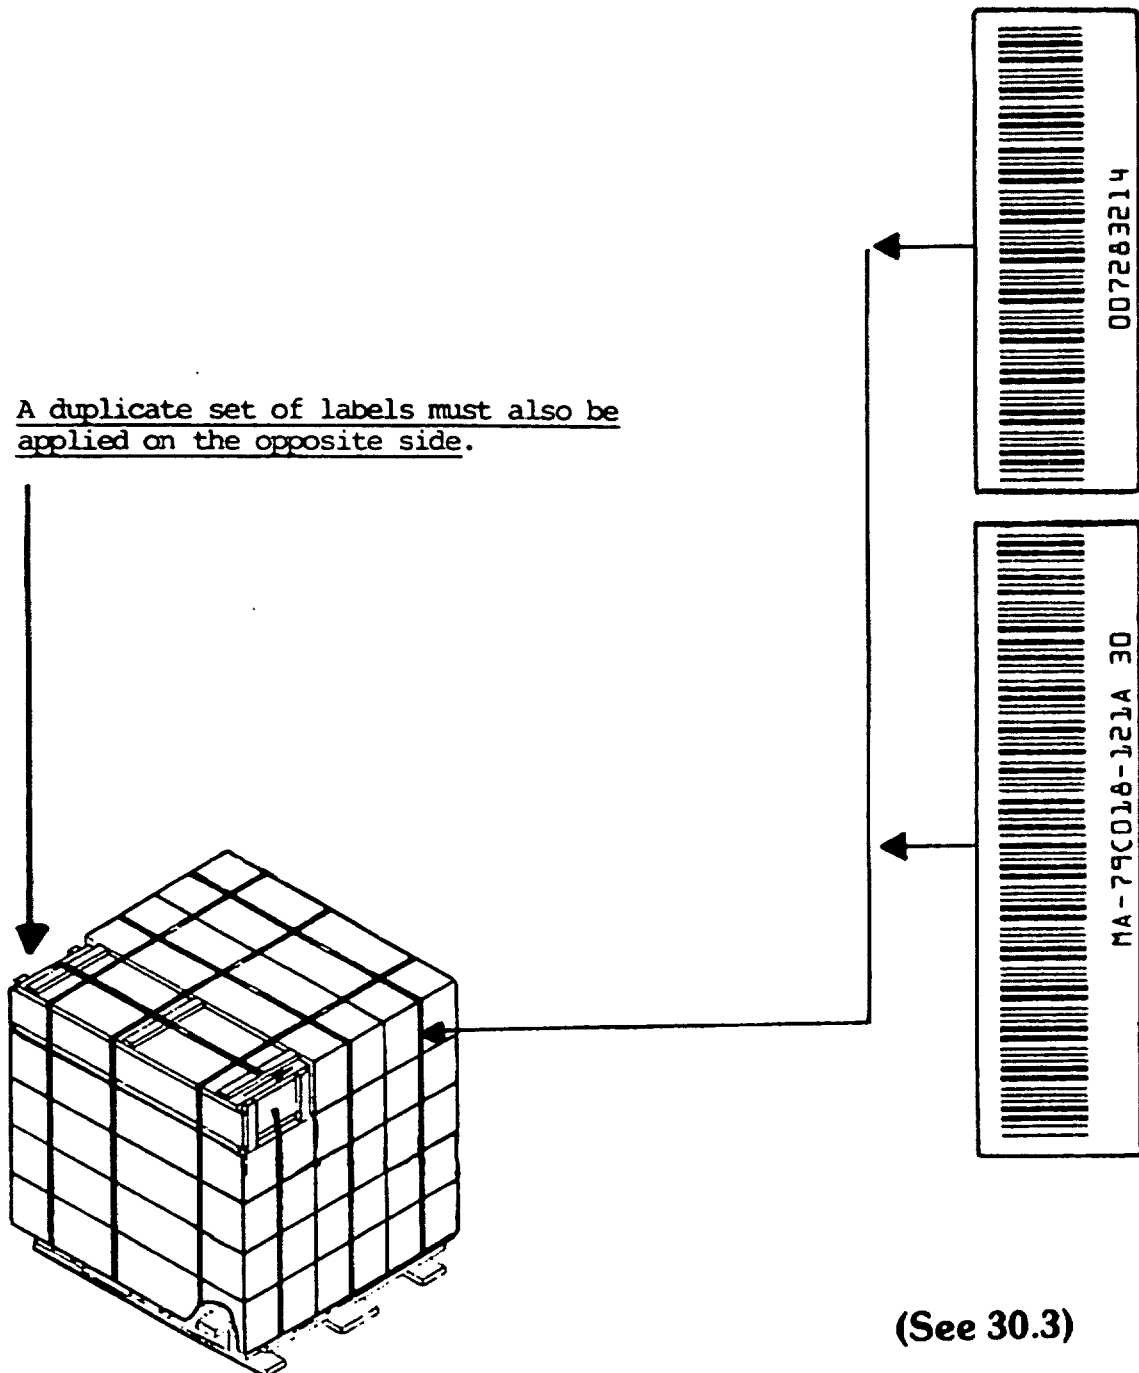 007283214
A duplicate set of labels must also be
applied on the opposite side.
MA-79C018-121A 30
(See 30.3)